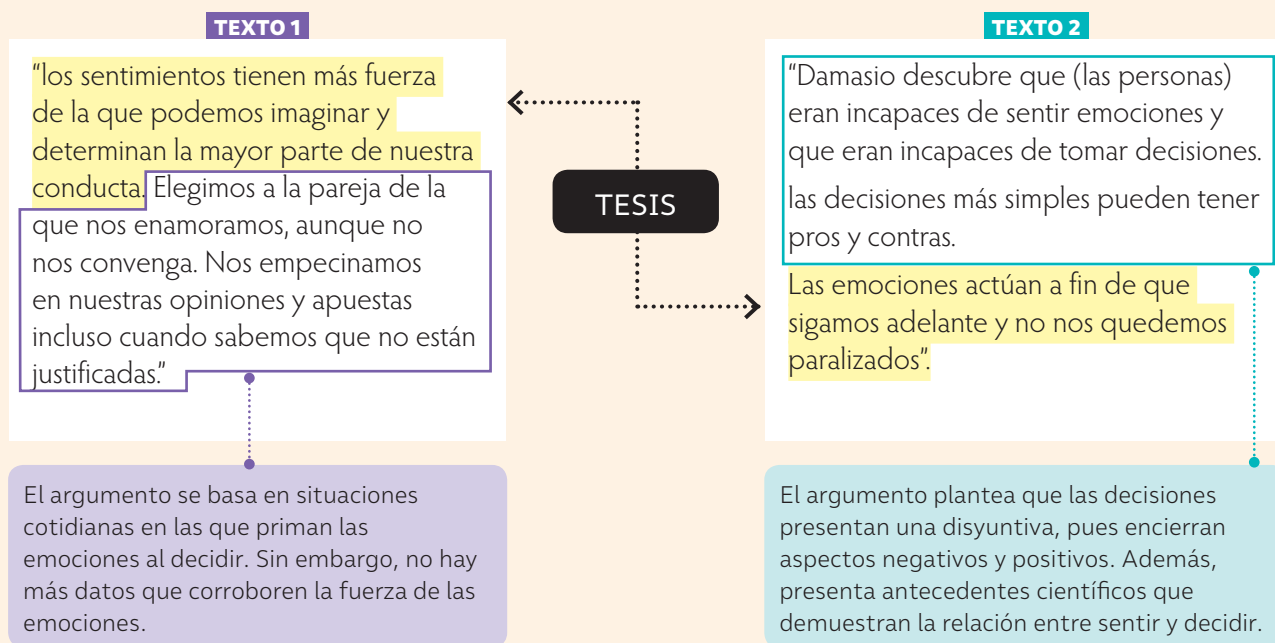 TEXTO 1
“los sentimientos tienen más fuerza
de la que podemos imaginar y
determinan la mayor parte de nuestra
conducta. Elegimos a la pareja de la
que nos enamoramos, aunque no
nos convenga. Nos empecinamos
en nuestras opiniones y apuestas
incluso cuando sabemos que no están
justificadas.”
El argumento se basa en situaciones
cotidianas en las que priman las
emociones al decidir. Sin embargo, no hay
más datos que corroboren la fuerza de las
emociones.
TESIS
TEXTO 2
“Damasio descubre que (las personas)
eran incapaces de sentir emociones y
que eran incapaces de tomar decisiones.
las decisiones más simples pueden tener
pros y contras.
Las emociones actúan a fin de que
sigamos adelante y no nos quedemos
paralizados”.
El argumento plantea que las decisiones
presentan una disyuntiva, pues encierran
aspectos negativos y positivos. Además,
presenta antecedentes científicos que
demuestran la relación entre sentir y decidir.